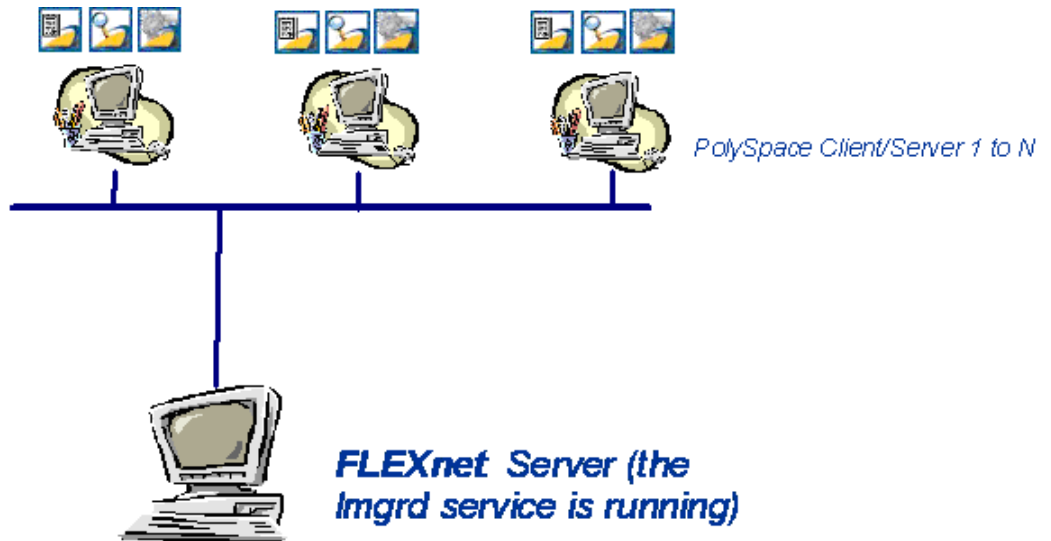 PolySpace Client/Server 1 to N
FLEXnet Server (the
lmgrd service is running)